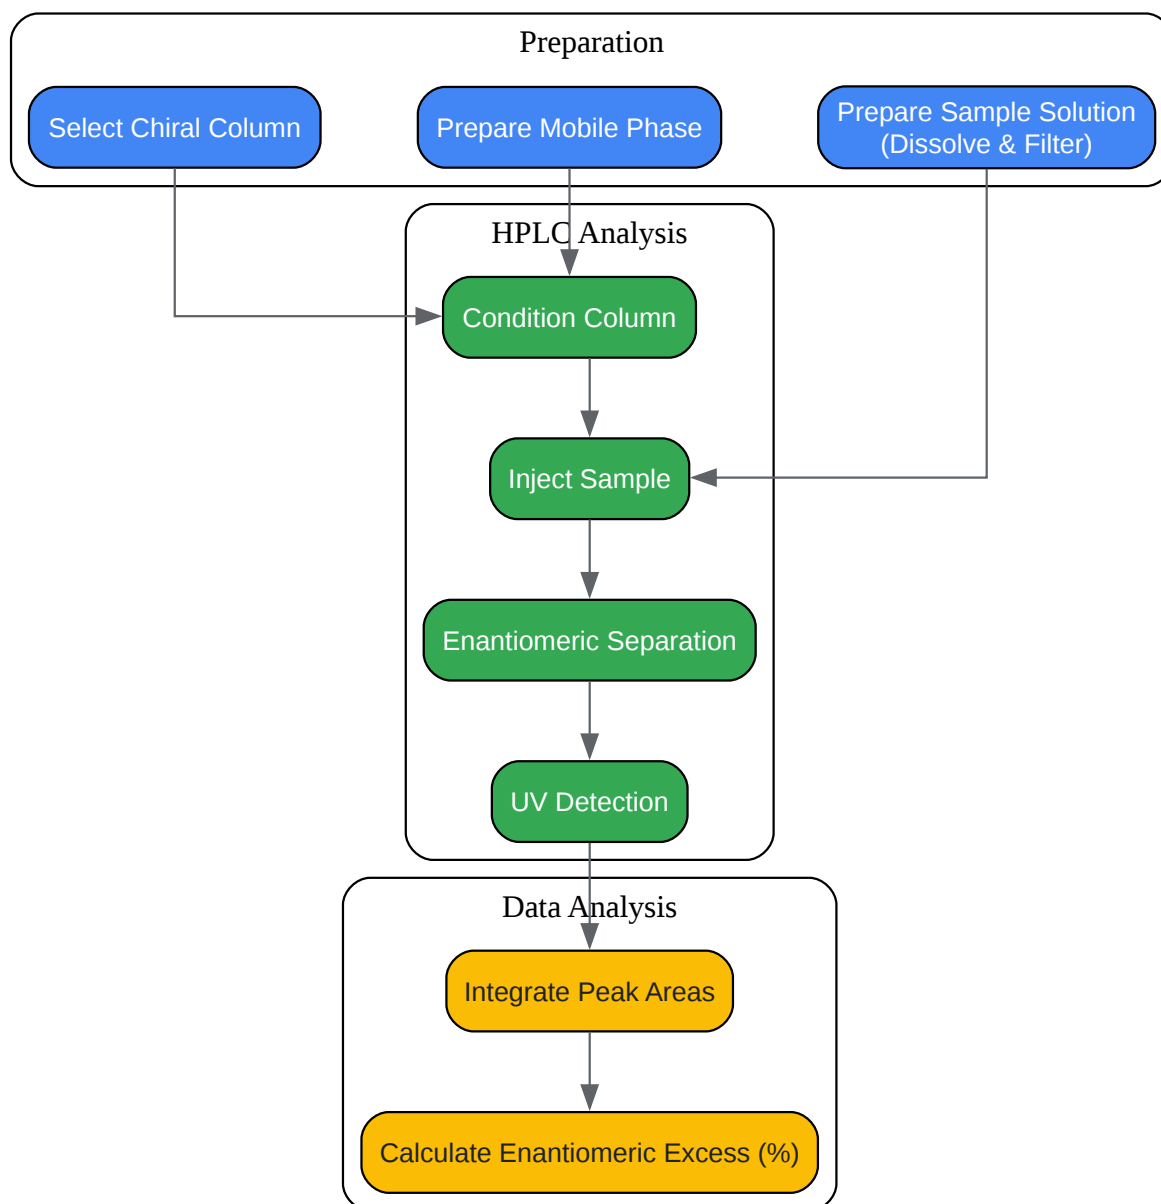 Preparation
Select Chiral Column
Prepare Mobile Phase
Prepare Sample Solution
(Dissolve & Filter)
HPLC Analysis
Condition Column
Inject Sample
Enantiomeric Separation
UV Detection
Data Analysis
Integrate Peak Areas
Calculate Enantiomeric Excess (%)